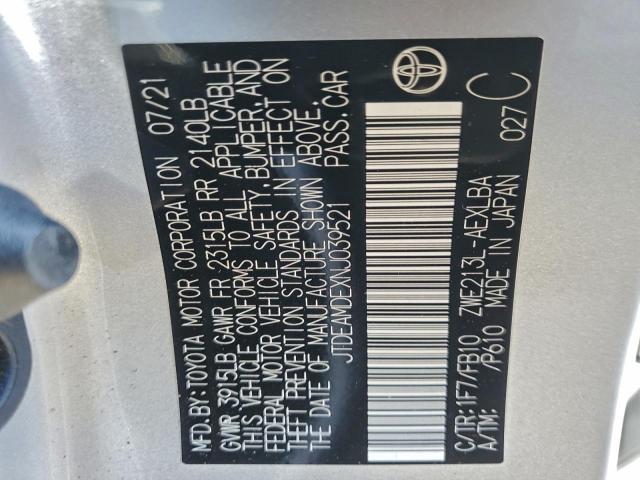 MFD.BY:TOYOTA MOTOR CORPORATION 07/21
GVWR 3915LB GAWR FR 2315LB RR 2140LB
THIS VEHICLE CONFORMS TO ALL APPLICABLE
FEDERAL MOTOR VEHICLE SAFETY, BUMPER, AND
THEFT PREVENTION STANDARDS IN EFFECT ON
THE DATE OF MANUFACTURE SHOWN ABOVE.
JTDEAMDEXNJ039521 PASS.CAR
C/TR:1F7/FB10 ZWE213L-AEXLBA
A/TM: /P610 MADE IN JAPAN 027 C